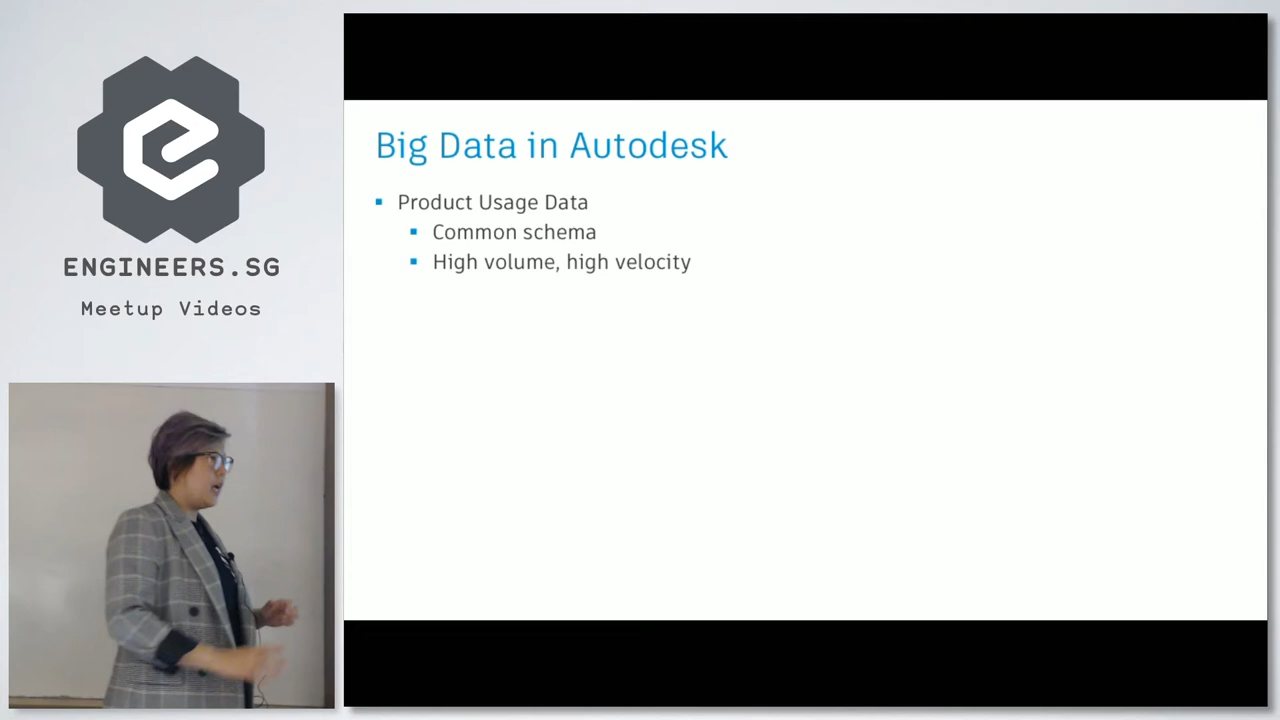 ENGINEERS.SG
Meetup Videos
Big Data in Autodesk
Product Usage Data
Common schema
High volume, high velocity